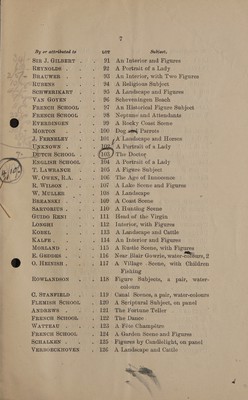 7
By or attributed to LOT Subject.
SIR J. GILBERT . . 91 An Interior and Figures
REYNOLDS . . . 92 A Portrait of a Lady
BRAUWER . . . 93 An Interior, with Two Figures
RUBENS . . . 94 A Religious Subject
SCHWERIKART . . 95 A Landscape and Figures
VAN GOYEN . . 96 Scheveningen Beach
FRENCH SCHOOL . 97 An Historical Figure Subject
FRENCH SCHOOL . 98 Neptune and Attendants
EVERDINGEN . . 99 A Rocky Coast Scene
MORTON . . . 100 Dog and Parrots
J. FERNELEY . . 101 A Landscape and Horses
UNKNOWN . . . 102 A Portrait of a Lady
DUTCH SCHOOL . . 103 The Doctor
ENGLISH SCHOOL . 104 A Portrait of a Lady
T. LAWRANCE . . 105 A Figure Subject
W. OWEN, R.A. . . 106 The Age of Innocence
R. WILSON . . . 107 A Lake Scene and Figures
W. MULLER . . 108 A Landscape
BREANSKI . . . 109 A Coast Scene
SARTORIUS . . . 110 A Hunting Scene
GUIDO RENI . . 111 Head of the Virgin
LONGHI . . . 112 Interior, with Figures
KOBEL . . . 113 A Landscape and Cattle
RALPH . . . 114 An Interior and Figures
MORLAND . . . 115 A Rustic Scene, with Figures
E. GEDDES . . . 116 Near Blair Gowrie, water-colours, 2
O. HEINISH . . . 117 A Village Scene, with Children
Fishing
ROWLANDSON . . 118 Figure Subjects, a pair, water-
colours
C. STANFIELD . . 119 Canal Scenes, a pair, water-colours
FLEMISH SCHOOL . 120 A Scriptural Subject, on panel
ANDREWS . . . 121 The Fortune Teller
FRENCH SCHOOL . 122 The Dance
WATTEAU . . . 123 A Fête Champêtre
FRENCH SCHOOL . 124 A Garden Scene and Figures
SCHALKEN . . . 125 Figures by Candlelight, on panel
VERBOECKHOVEN . 126 A Landscape and Cattle